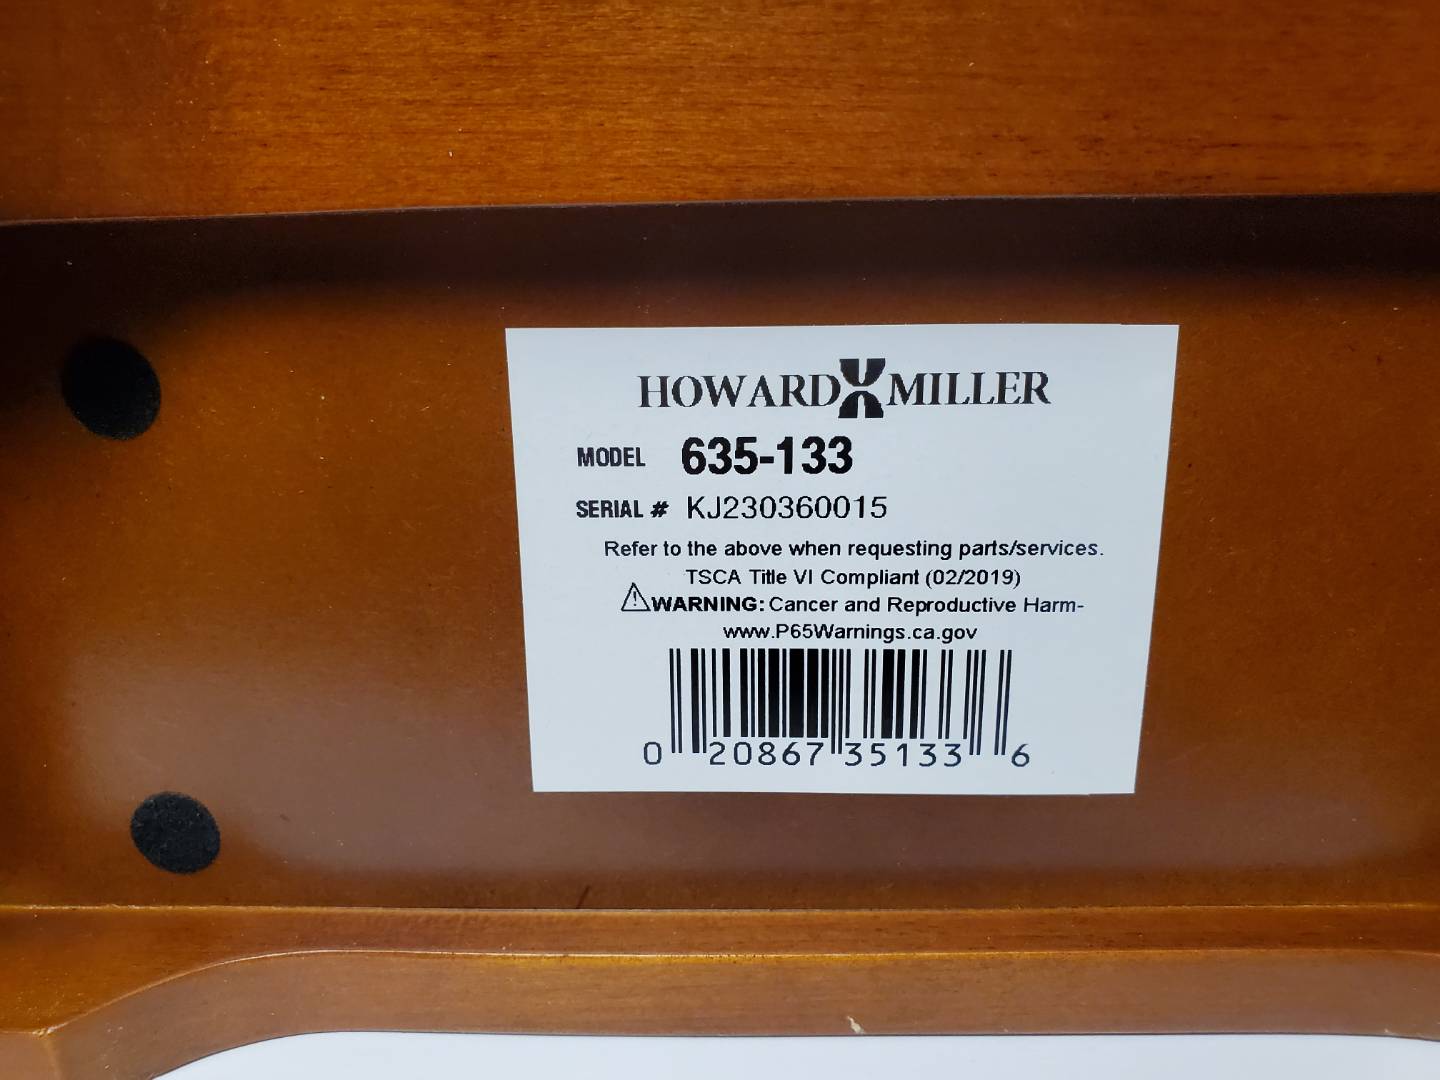 HOWARD MILLER
MODEL 635-133
SERIAL # KJ230360015
Refer to the above when requesting parts/services.
TSCA Title VI Compliant (02/2019)
⚠WARNING: Cancer and Reproductive Harm-
www.P65Warnings.ca.gov
0 20867 35133 6